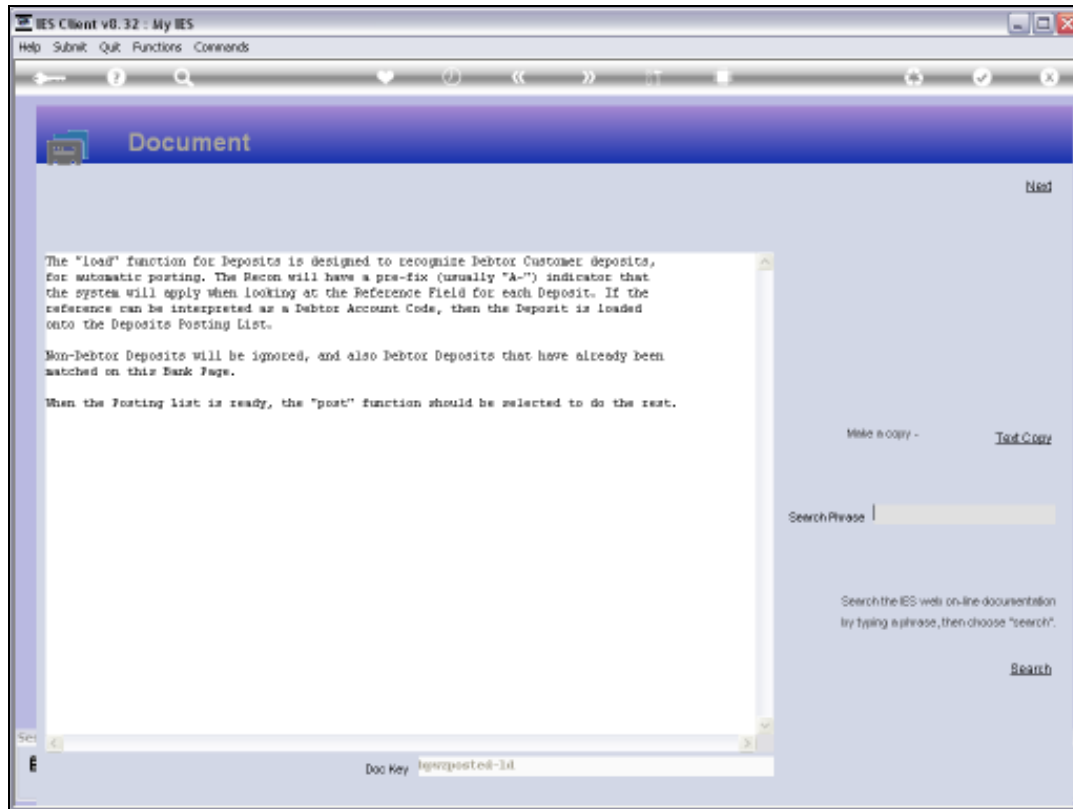 IES Client v8.32 : My IES
Help Submit Quit Functions Commands
Document
Next
The "load" function for Deposits is designed to recognize Debtor Customer deposits,
for automatic posting. The Recon will have a pre-fix (usually "A-") indicator that
the system will apply when looking at the Reference Field for each Deposit. If the
reference can be interpreted as a Debtor Account Code, then the Deposit is loaded
onto the Deposits Posting List.
Non-Debtor Deposits will be ignored, and also Debtor Deposits that have already been
matched on this Bank Page.
When the Posting List is ready, the "post" function should be selected to do the rest.
Make a copy -
Text Copy
Search Phrase
Search the IES web on-line documentation
by typing a phrase, then choose "search".
Search
Doc Key